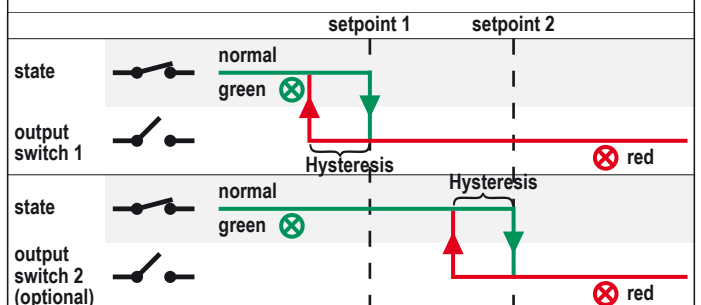 setpoint 1 setpoint 2
normal
state
green
output
switch 1
Hysteresis
red
Hysteresis
normal
state
green
output
switch 2
(optional)
red